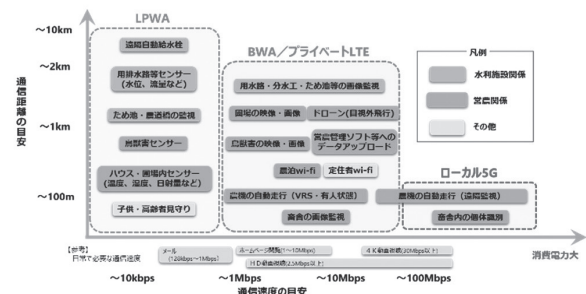 LPWA
～10km
遠隔自動給水栓
BWA／プライベートLTE
凡例
水利施設関係
営農関係
その他
～2km
用排水路等センサー
（水位、流量など）
用水路・分水工・ため池等の画像監視
ため池・農道橋の監視
圃場の映像・画像
ドローン（目視外飛行）
通信距離の目安
～1km
鳥獣害センサー
鳥獣害の映像・画像
営農管理ソフト等への
データアップロード
ハウス・圃場内センサー
（温度、湿度、日射量など）
農泊wi-fi
定住者wi-fi
ローカル5G
～100m
農機の自動走行（VRS・有人状態）
農機の自動走行（遠隔監視）
子供・高齢者見守り
畜舎の画像監視
畜舎内の個体識別
【参考】
日常で必要な通信速度
メール
（128kbps～1Mbps）
ホームページ閲覧（1～10Mbps）
4K動画視聴（20Mbps以上）
HD動画視聴（2.5Mbps以上）
消費電力大
～10kbps
～1Mbps
～10Mbps
～100Mbps
通信速度の目安